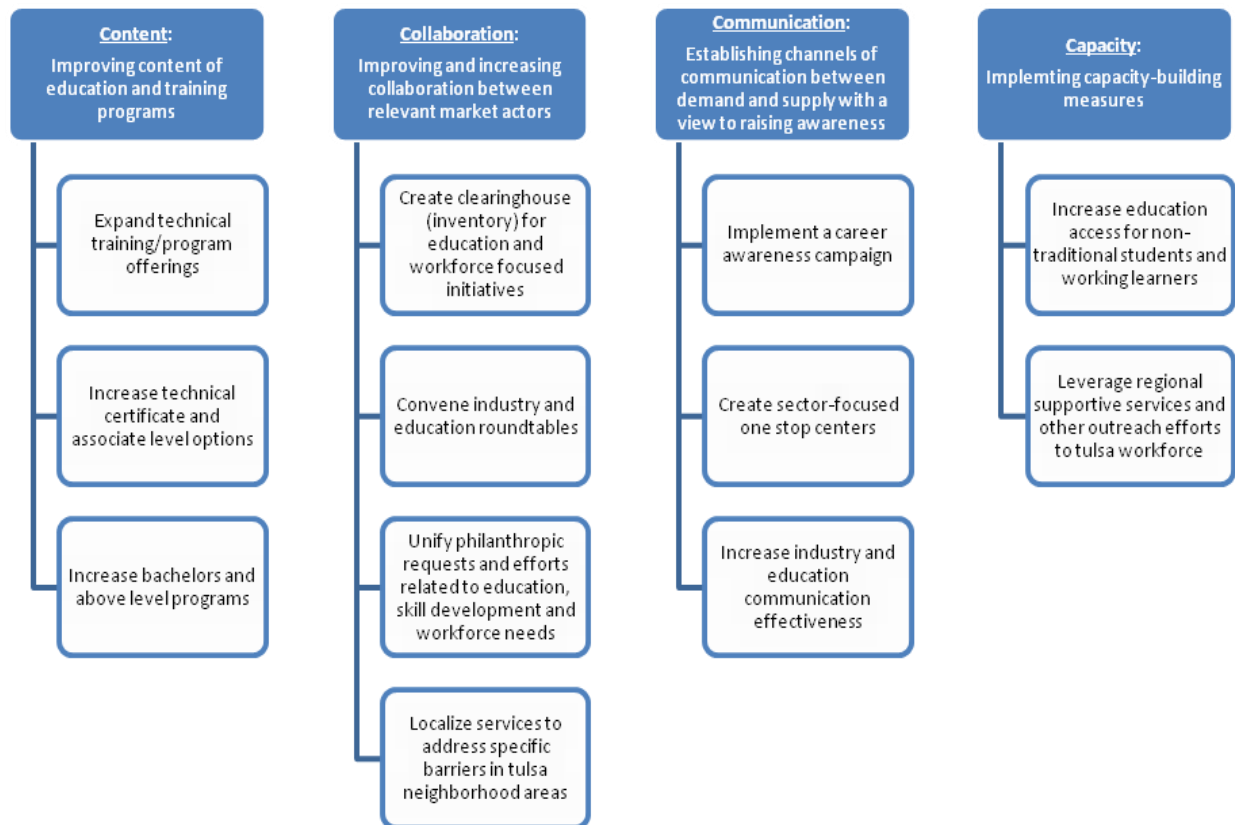 Content:
Improving content of
education and training
programs
Expand technical
training/program
offerings
Increase technical
certificate and
associate level options
Increase bachelors and
above level programs
Collaboration:
Improving and increasing
collaboration between
relevant market actors
Create clearinghouse
(inventory) for
education and
workforce focused
initiatives
Convene industry and
education roundtables
Unify philanthropic
requests and efforts
related to education,
skill development and
workforce needs
Localize services to
address specific
barriers in tulsa
neighborhood areas
Communication:
Establishing channels of
communication between
demand and supply with a
view to raising awareness
Implement a career
awareness campaign
Create sector-focused
one stop centers
Increase industry and
education
communication
effectiveness
Capacity:
Implemting capacity-building
measures
Increase education
access for non-
traditional students and
working learners
Leverage regional
supportive services and
other outreach efforts
to tulsa workforce